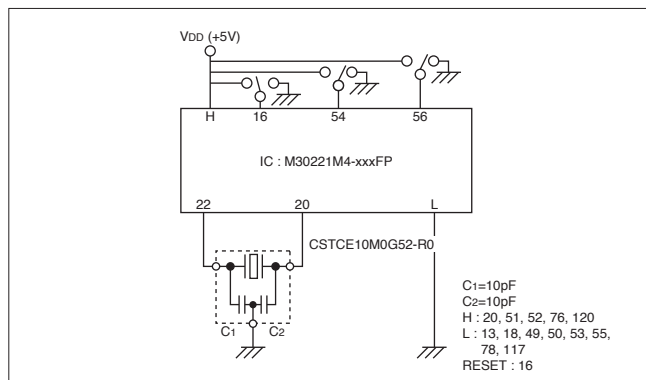 VDD (+5V)
H 16 54 56
IC : M30221M4-xxxFP
22 20 L
CSTCE10M0G52-R0
C1 C2
C1=10pF
C2=10pF
H : 20, 51, 52, 76, 120
L : 13, 18, 49, 50, 53, 55,
78, 117
RESET : 16